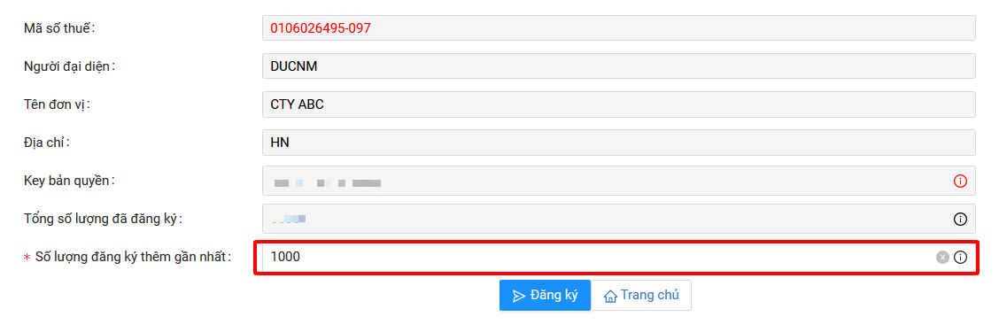 Mã số thuế: 0106026495-097
Người đại diện: DUCNM
Tên đơn vị: CTY ABC
Địa chỉ: HN
Key bản quyền:
Tổng số lượng đã đăng ký:
* Số lượng đăng ký thêm gần nhất: 1000
Đăng ký Trang chủ